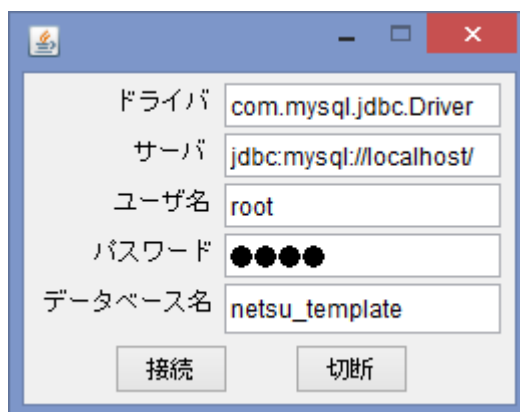 ドライバ com.mysql.jdbc.Driver
サーバ jdbc:mysql://localhost/
ユーザ名 root
パスワード ●●●●
データベース名 netsu_template
接続 切断